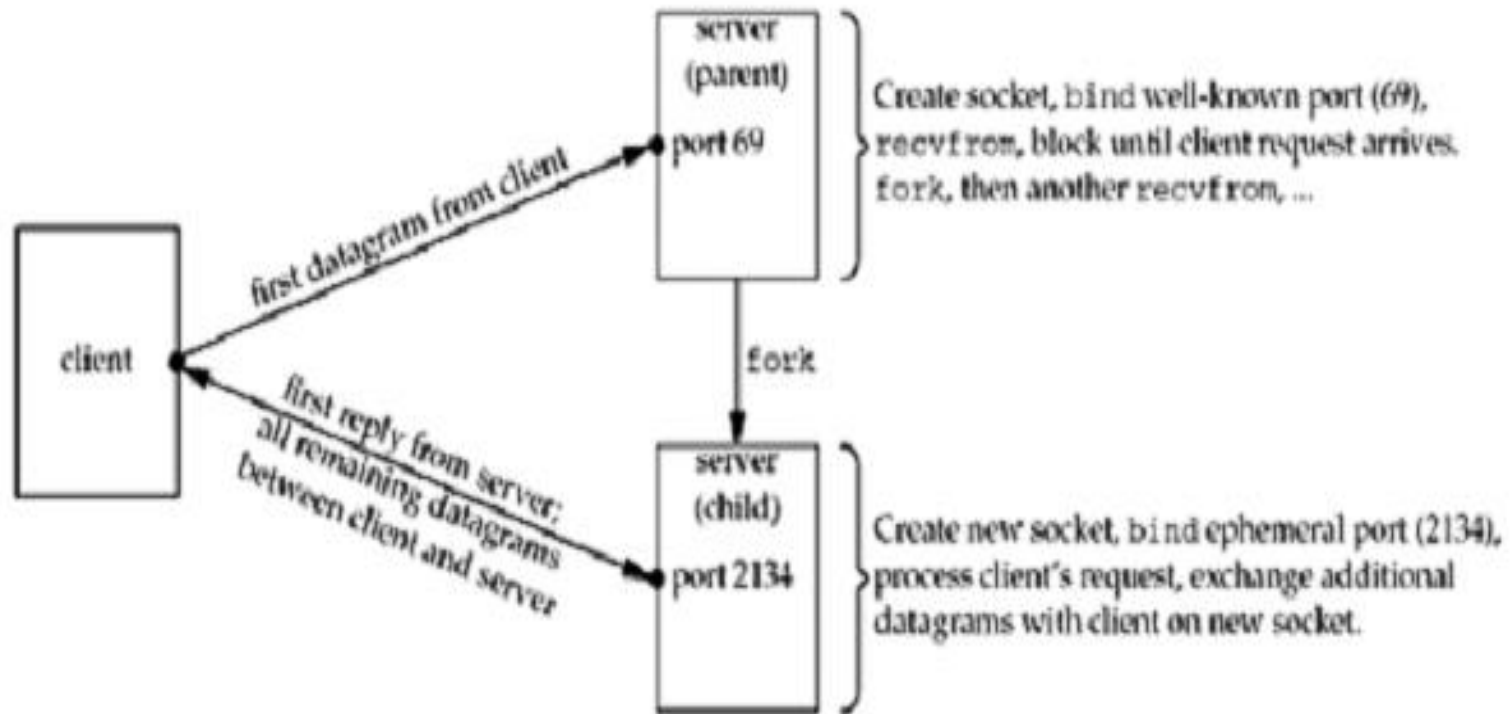 server
(parent)
port 69
Create socket, bind well-known port (69),
recvfrom, block until client request arrives.
fork, then another recvfrom, ...
first datagram from client
client
fork
first reply from server;
all remaining datagrams
between client and server
server
(child)
port 2134
Create new socket, bind ephemeral port (2134),
process client's request, exchange additional
datagrams with client on new socket.